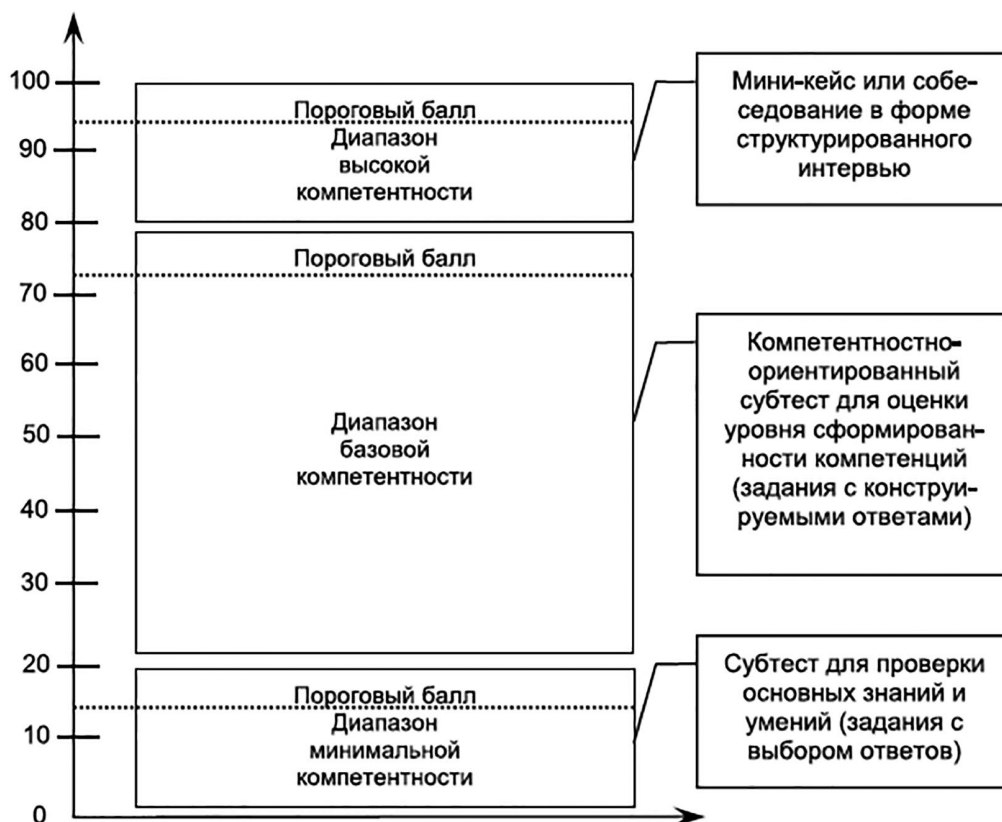 100
90
80
70
60
50
40
30
20
10
0
Пороговый балл
Диапазон
высокой
компетентности
Пороговый балл
Диапазон
базовой
компетентности
Пороговый балл
Диапазон
минимальной
компетентности
Мини-кейс или собе-
седование в форме
структурированного
интервью
Компетентностно-
ориентированный
субтест для оценки
уровня сформирован-
ности компетенций
(задания с конструи-
руемыми ответами)
Субтест для проверки
основных знаний и
умений (задания с
выбором ответов)